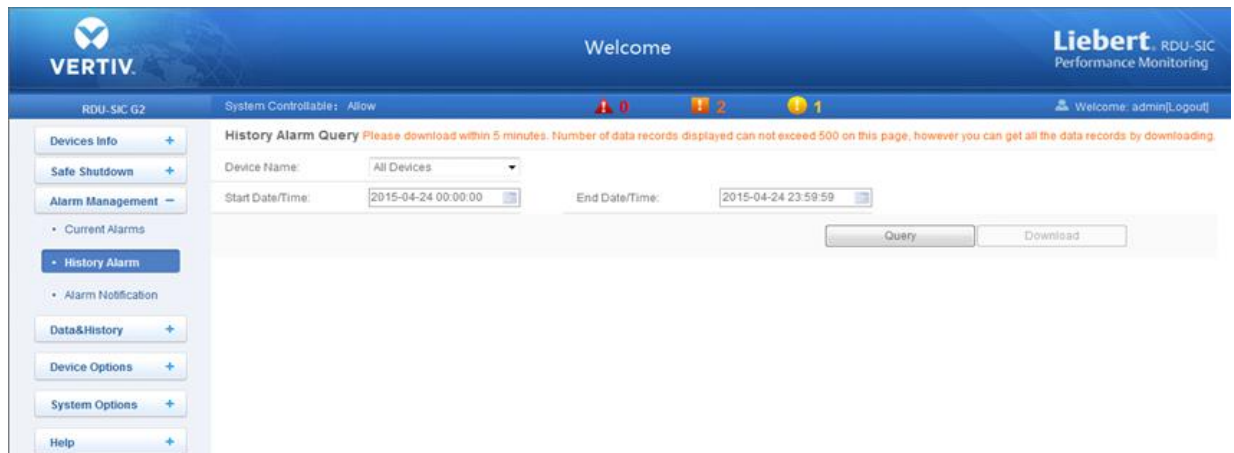 VERTIV.
Welcome
Liebert. RDU-SIC
Performance Monitoring
RDU-SIC G2
System Controllable: Allow
0
2
1
Welcome: admin[Logout]
Devices Info +
Safe Shutdown +
Alarm Management −
• Current Alarms
• History Alarm
• Alarm Notification
Data&History +
Device Options +
System Options +
Help +
History Alarm Query Please download within 5 minutes. Number of data records displayed can not exceed 500 on this page, however you can get all the data records by downloading.
Device Name: All Devices
Start Date/Time: 2015-04-24 00:00:00 End Date/Time: 2015-04-24 23:59:59
Query Download